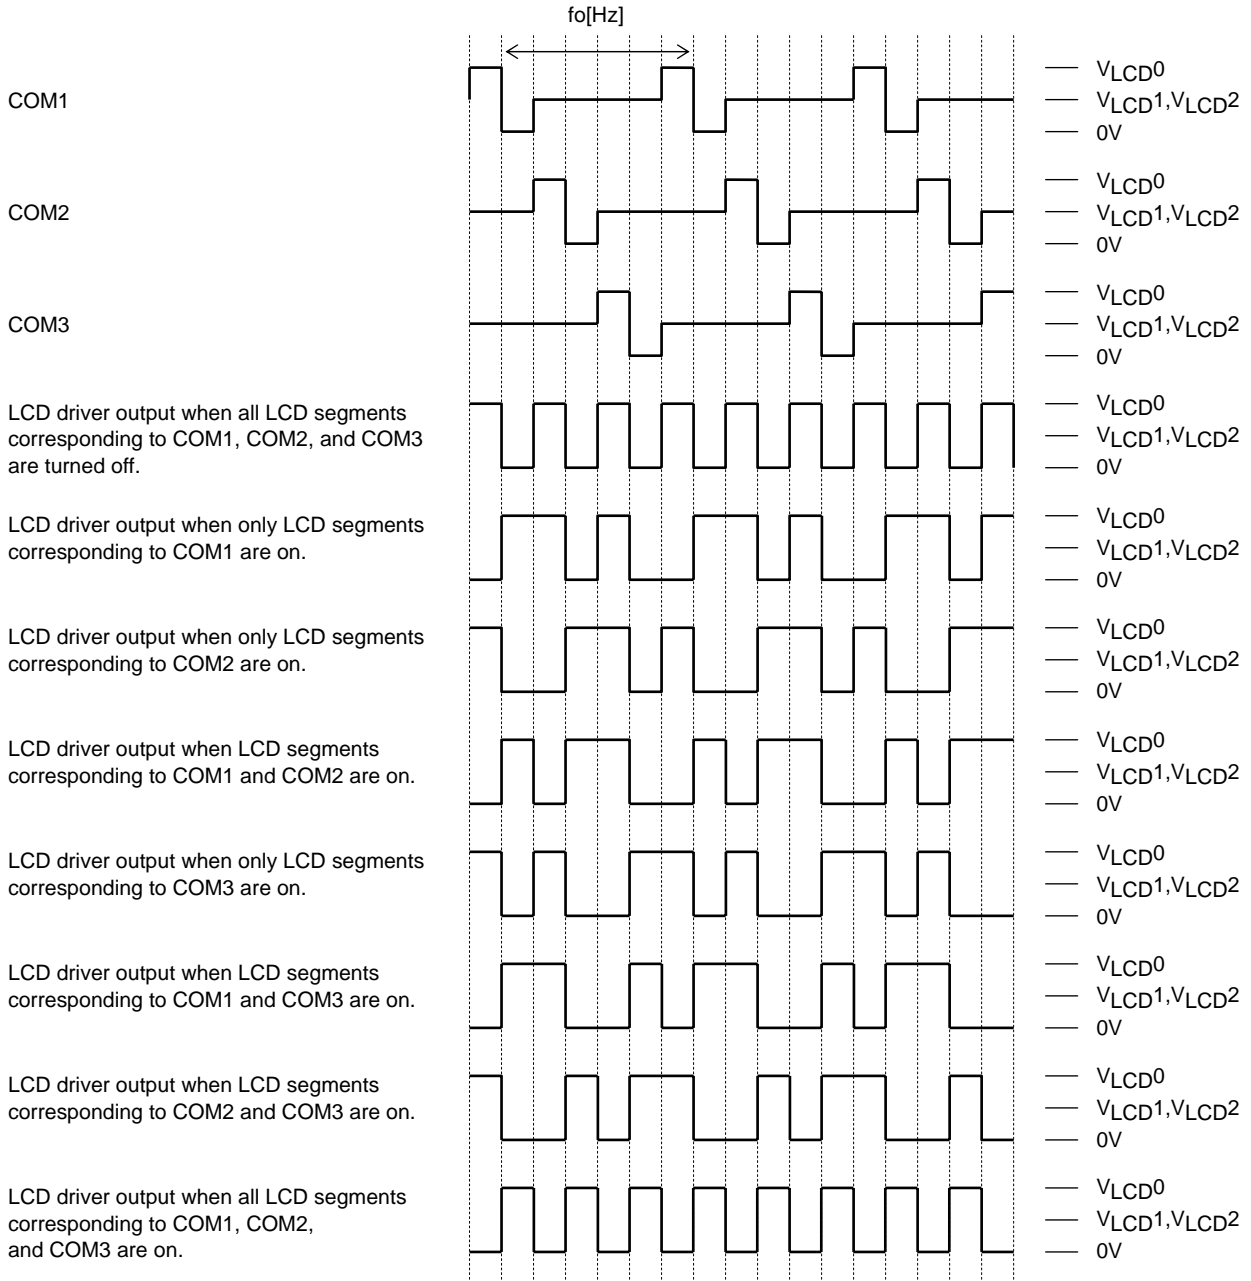 fo[Hz]
COM1
VLCD0
VLCD1,VLCD2
0V
COM2
VLCD0
VLCD1,VLCD2
0V
COM3
VLCD0
VLCD1,VLCD2
0V
LCD driver output when all LCD segments
corresponding to COM1, COM2, and COM3
are turned off.
VLCD0
VLCD1,VLCD2
0V
LCD driver output when only LCD segments
corresponding to COM1 are on.
VLCD0
VLCD1,VLCD2
0V
LCD driver output when only LCD segments
corresponding to COM2 are on.
VLCD0
VLCD1,VLCD2
0V
LCD driver output when LCD segments
corresponding to COM1 and COM2 are on.
VLCD0
VLCD1,VLCD2
0V
LCD driver output when only LCD segments
corresponding to COM3 are on.
VLCD0
VLCD1,VLCD2
0V
LCD driver output when LCD segments
corresponding to COM1 and COM3 are on.
VLCD0
VLCD1,VLCD2
0V
LCD driver output when LCD segments
corresponding to COM2 and COM3 are on.
VLCD0
VLCD1,VLCD2
0V
LCD driver output when all LCD segments
corresponding to COM1, COM2,
and COM3 are on.
VLCD0
VLCD1,VLCD2
0V